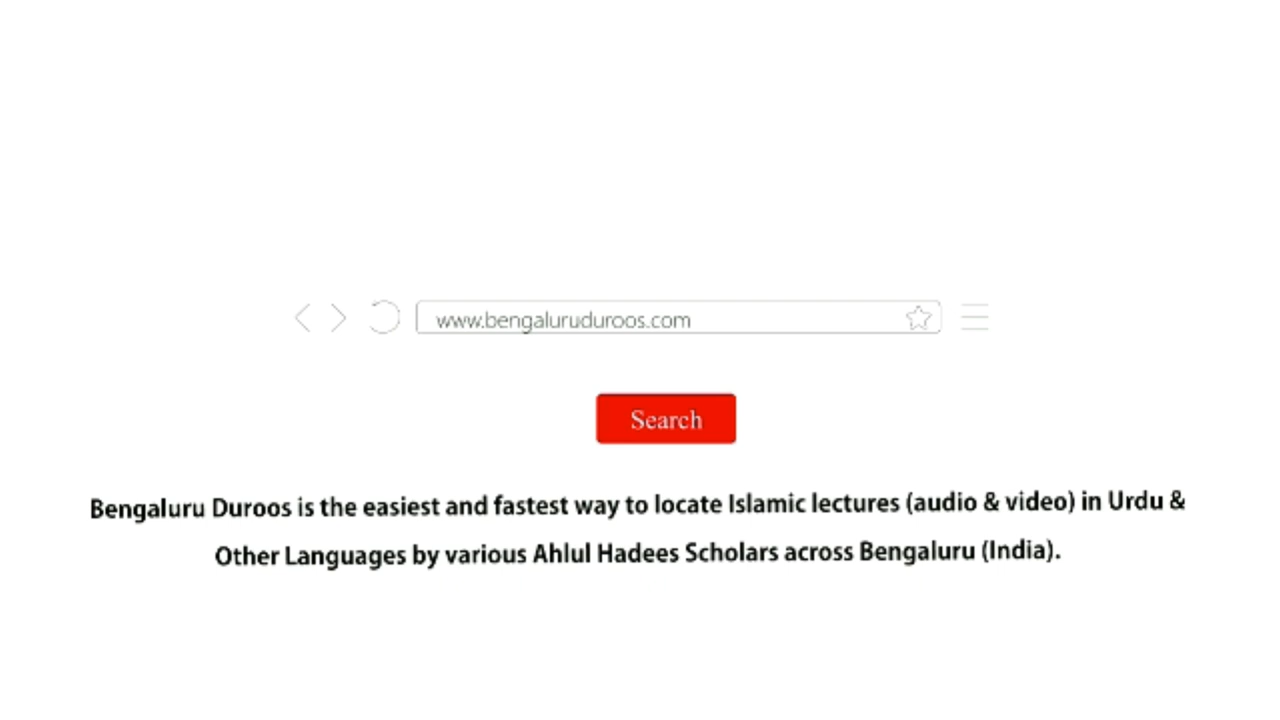 www.bengaluruduroos.com
Search
Bengaluru Duroos is the easiest and fastest way to locate Islamic lectures (audio & video) in Urdu &
Other Languages by various Ahlul Hadees Scholars across Bengaluru (India).